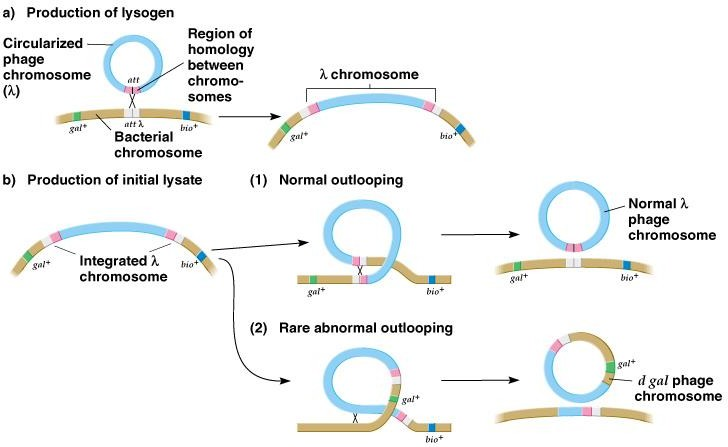 a) Production of lysogen
Circularized
phage
chromosome
(λ)
att
Region of
homology
between
chromo-
somes
gal+
att λ
bio+
Bacterial
chromosome
λ chromosome
gal+
bio+
b) Production of initial lysate
gal+
Integrated λ
chromosome
bio+
(1) Normal outlooping
gal+
bio+
Normal λ
phage
chromosome
gal+
bio+
(2) Rare abnormal outlooping
gal+
bio+
gal+
d gal phage
chromosome
bio+